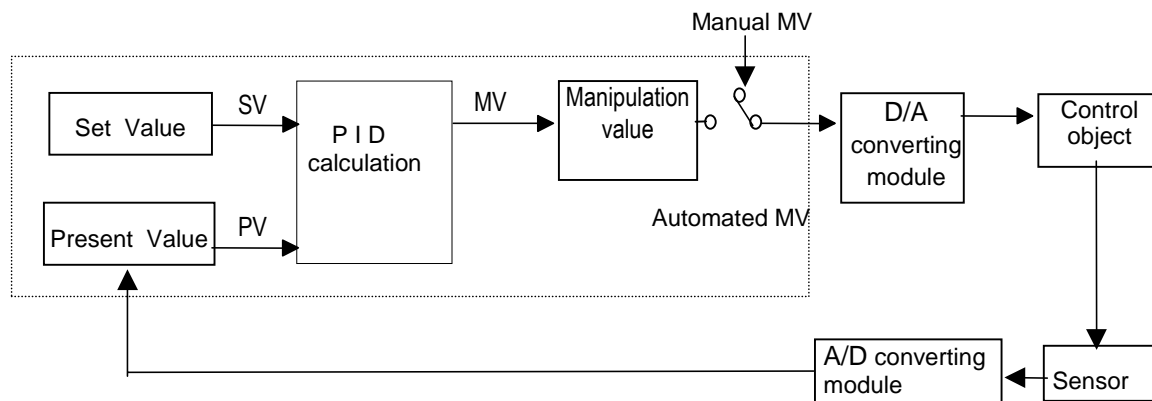 Manual MV
Set Value
SV
P I D
calculation
MV
Manipulation
value
D/A
converting
module
Control
object
Present Value
PV
Automated MV
A/D converting
module
Sensor